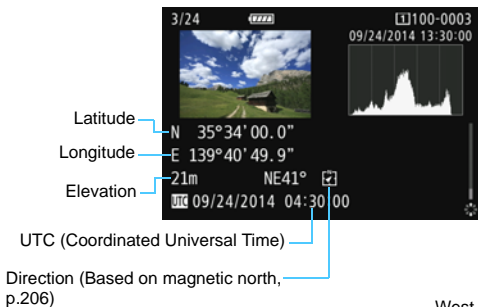 3/24
1 100-0003
09/24/2014 13:30:00
Latitude
N 35°34'00.0"
Longitude
E 139°40'49.9"
Elevation
21m NE41°
UTC 09/24/2014 04:30:00
UTC (Coordinated Universal Time)
Direction (Based on magnetic north,
p.206)
West